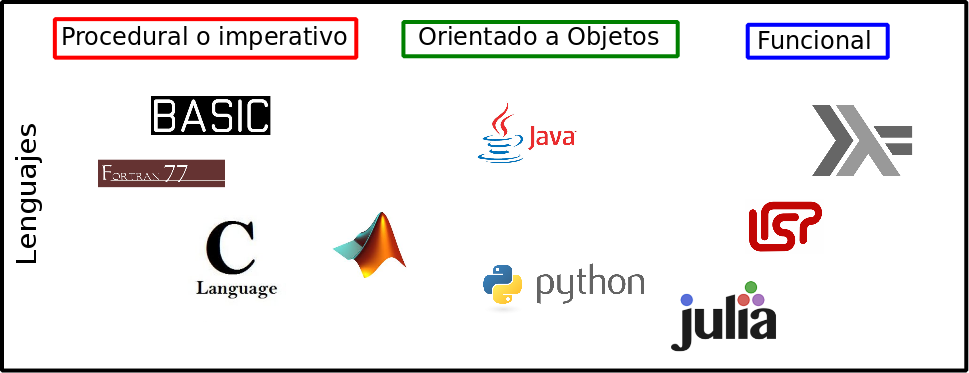 Procedural o imperativo
Orientado a Objetos
Funcional
Lenguajes
BASIC
FORTRAN 77
C
Language
Java
python
LISP
julia